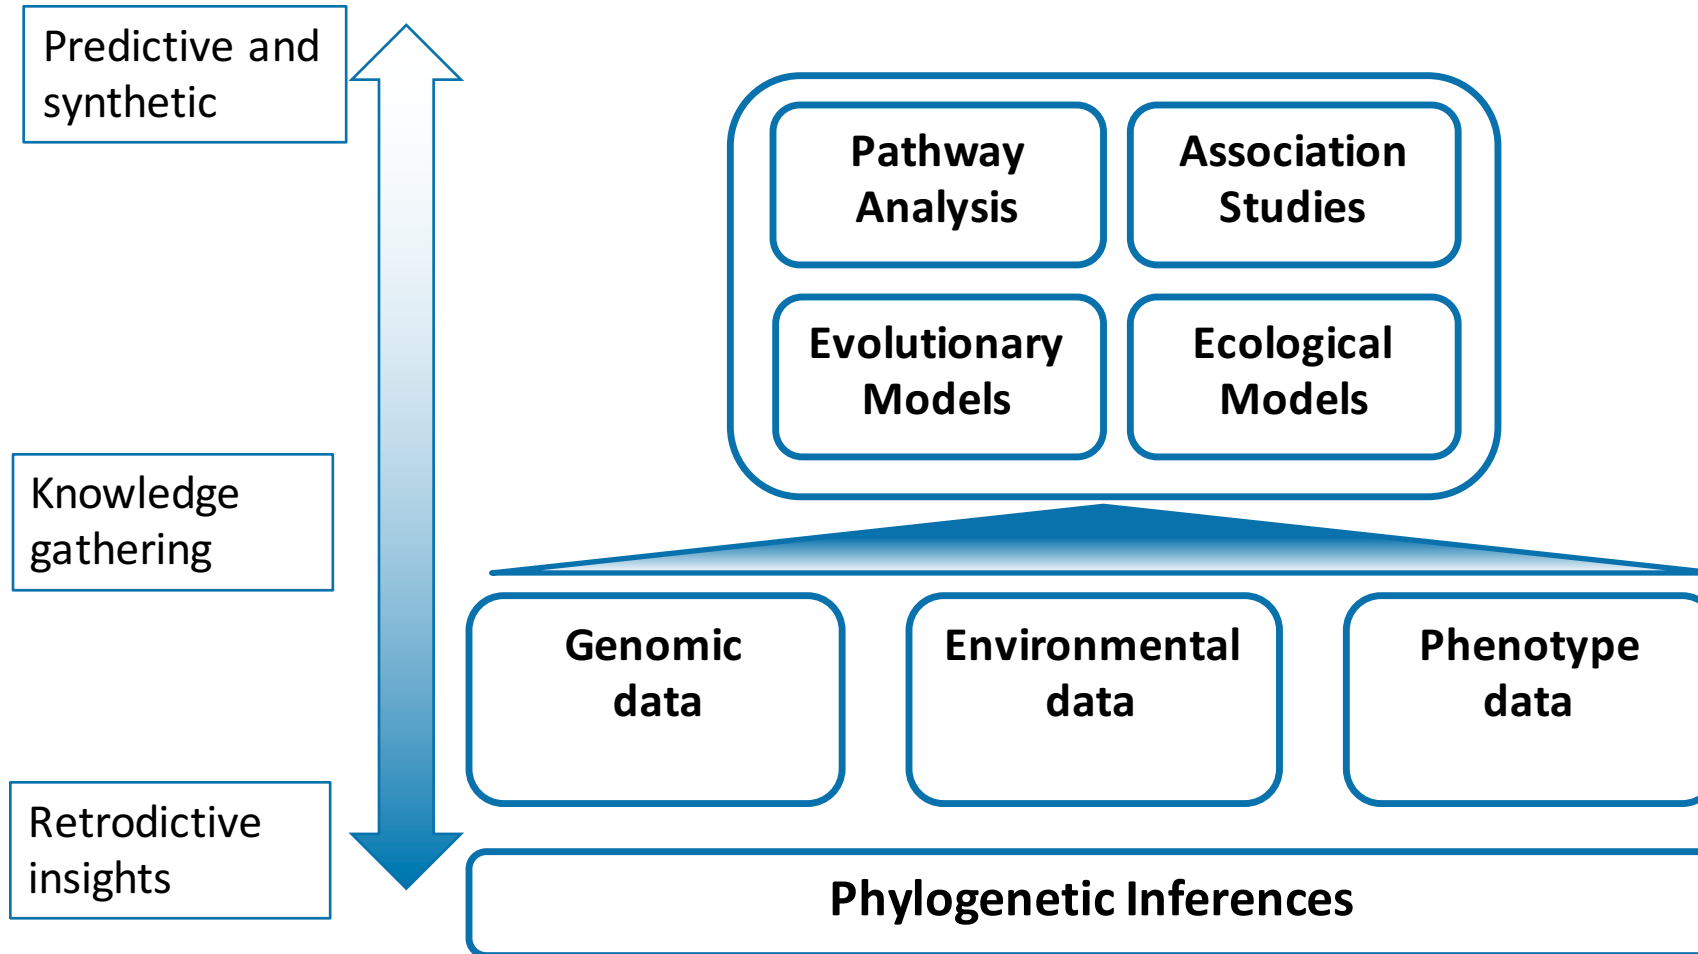 Predictive and
synthetic
Pathway
Analysis
Association
Studies
Evolutionary
Models
Ecological
Models
Knowledge
gathering
Genomic
data
Environmental
data
Phenotype
data
Retrodictive
insights
Phylogenetic Inferences